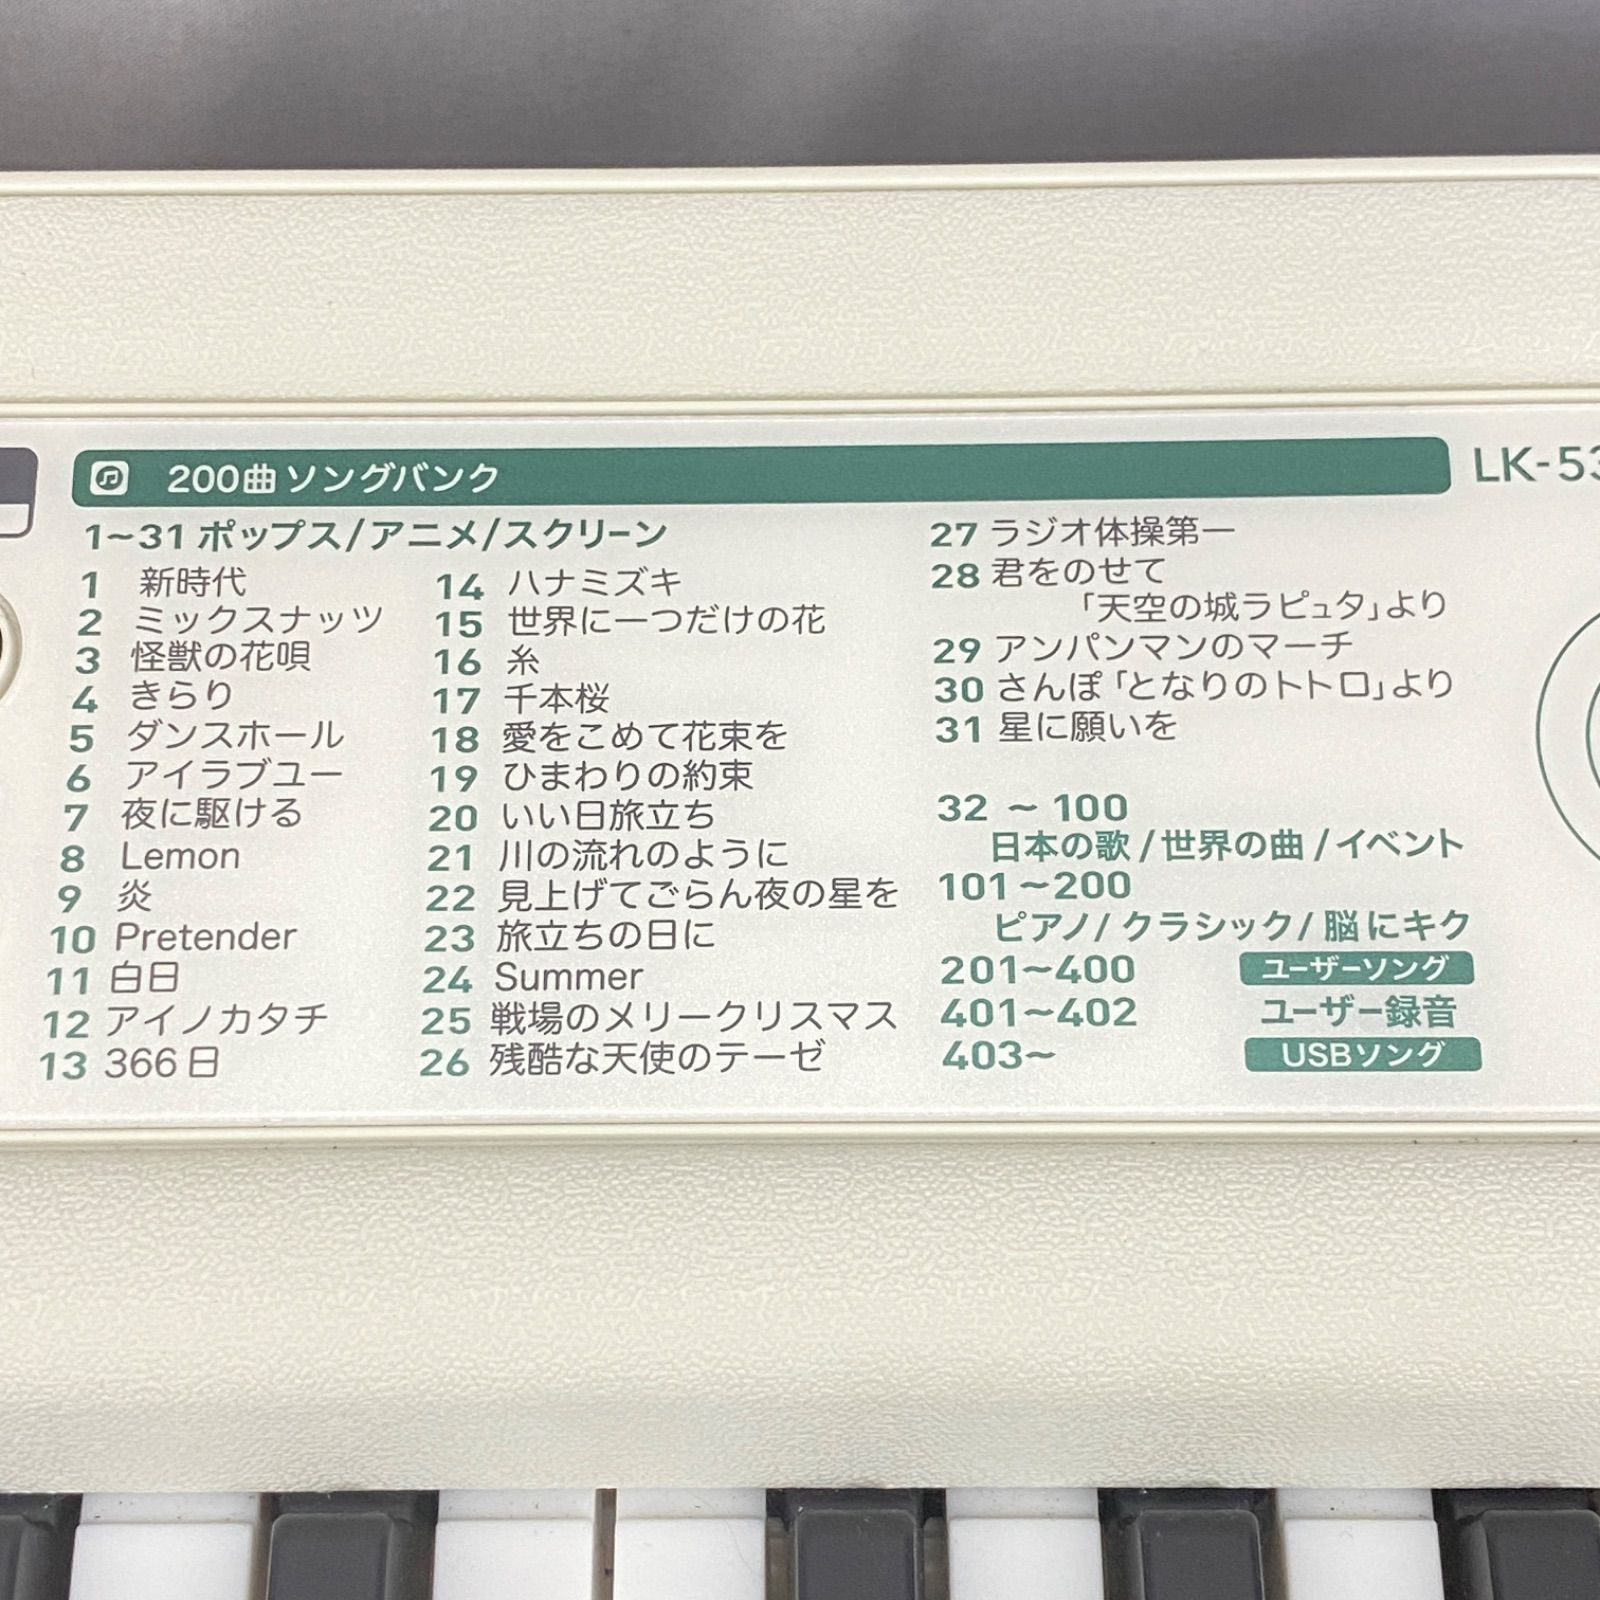 200曲ソングバンク
LK-53
1~31 ポップス/アニメ/スクリーン
1 新時代
2 ミックスナッツ
3 怪獣の花唄
4 きらり
5 ダンスホール
6 アイラブユー
7 夜に駆ける
8 Lemon
9 炎
10 Pretender
11 白日
12 アイノカタチ
13 366日
14 ハナミズキ
15 世界に一つだけの花
16 糸
17 千本桜
18 愛をこめて花束を
19 ひまわりの約束
20 いい日旅立ち
21 川の流れのように
22 見上げてごらん夜の星を
23 旅立ちの日に
24 Summer
25 戦場のメリークリスマス
26 残酷な天使のテーゼ
27 ラジオ体操第一
28 君をのせて
「天空の城ラピュタ」より
29 アンパンマンのマーチ
30 さんぽ「となりのトトロ」より
31 星に願いを
32 ~ 100
日本の歌/世界の曲/イベント
101~200
ピアノ/クラシック/脳にキク
201~400 ユーザーソング
401~402 ユーザー録音
403~ USBソング